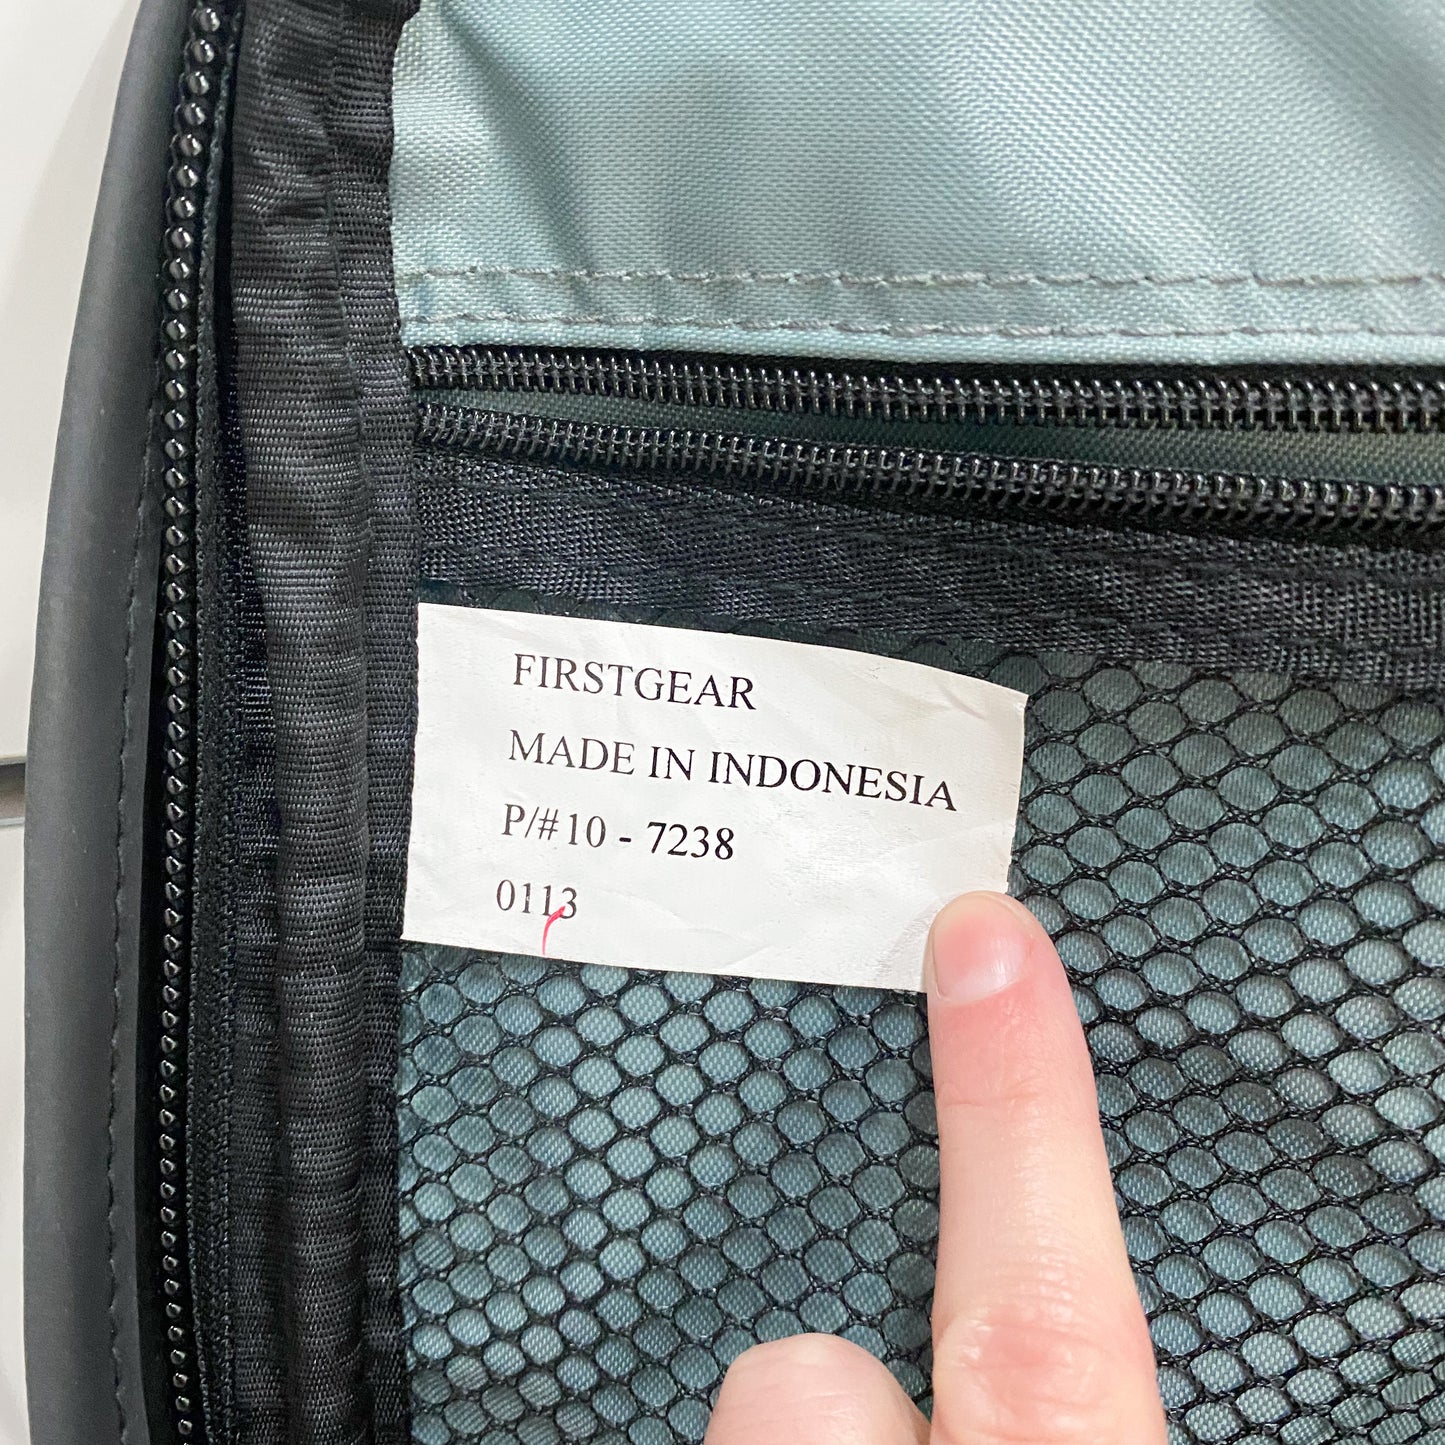 FIRSTGEAR
MADE IN INDONESIA
P/#10 - 7238
0113